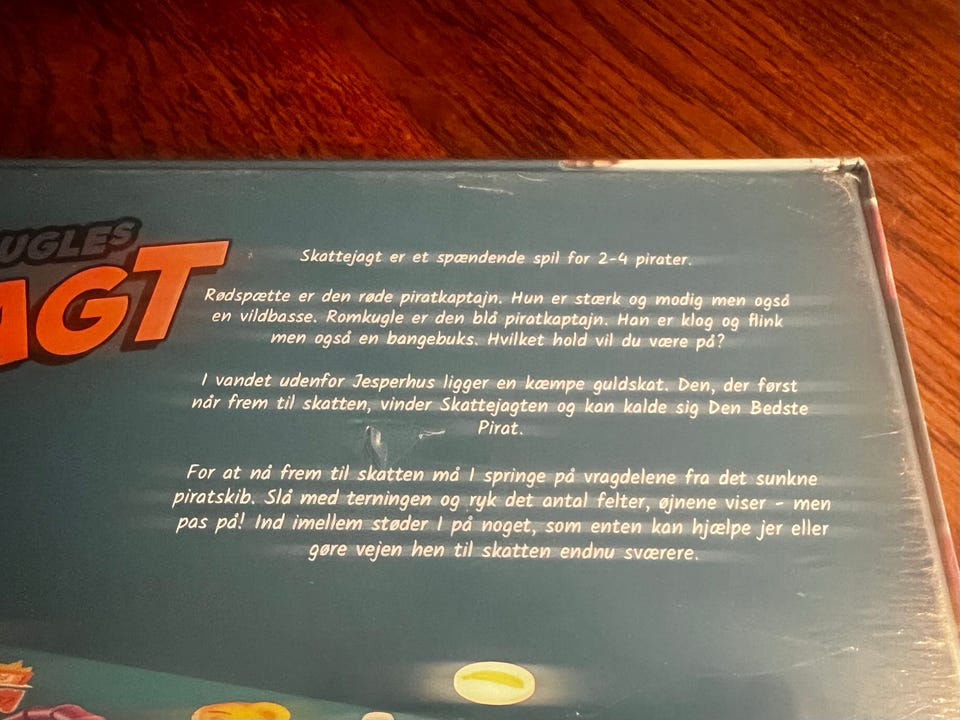 UGLES
AGT
Skattejagt er et spændende spil for 2-4 pirater.
Rødspætte er den røde piratkaptajn. Hun er stærk og modig men også
en vildbasse. Romkugle er den blå piratkaptajn. Han er klog og flink
men også en bangebuks. Hvilket hold vil du være på?
I vandet udenfor Jesperhus ligger en kæmpe guldskat. Den, der først
når frem til skatten, vinder Skattejagten og kan kalde sig Den Bedste
Pirat.
For at nå frem til skatten må I springe på vragdelene fra det sunkne
piratskib. Slå med terningen og ryk det antal felter, øjnene viser - men
pas på! Ind imellem støder I på noget, som enten kan hjælpe jer eller
gøre vejen hen til skatten endnu sværere.